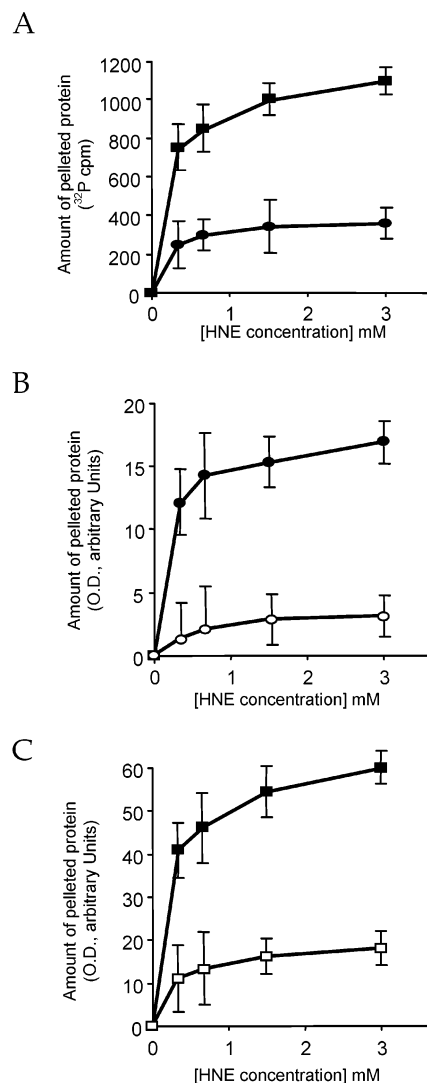 A
Amount of pelleted protein
(32P cpm)
1200
1000
800
600
400
200
0
0 1 2 3
[HNE concentration] mM
B
Amount of pelleted protein
(O.D., arbitrary Units)
20
15
10
5
0
0 1 2 3
[HNE concentration] mM
C
Amount of pelleted protein
(O.D., arbitrary Units)
60
50
40
30
20
10
0
0 1 2 3
[HNE concentration] mM